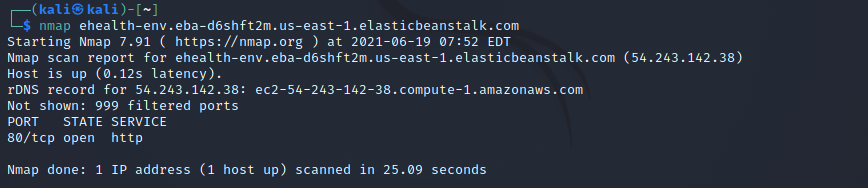 ┌──(kali㉿kali)-[~]
└─$ nmap ehealth-env.eba-d6shft2m.us-east-1.elasticbeanstalk.com
Starting Nmap 7.91 ( https://nmap.org ) at 2021-06-19 07:52 EDT
Nmap scan report for ehealth-env.eba-d6shft2m.us-east-1.elasticbeanstalk.com (54.243.142.38)
Host is up (0.12s latency).
rDNS record for 54.243.142.38: ec2-54-243-142-38.compute-1.amazonaws.com
Not shown: 999 filtered ports
PORT   STATE SERVICE
80/tcp open  http
Nmap done: 1 IP address (1 host up) scanned in 25.09 seconds